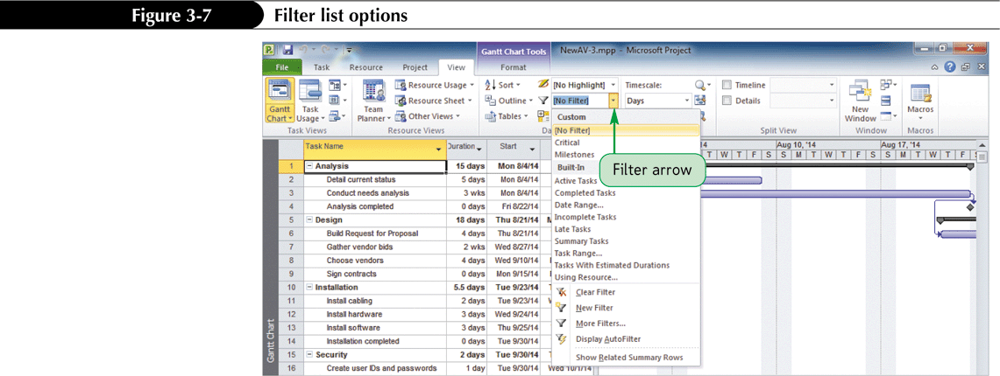 Figure 3-7 Filter list options
Gantt Chart Tools NewAV-3.mpp - Microsoft Project
File Task Resource Project View Format
Gantt Chart
Task Usage
Team Planner
Resource Usage
Resource Sheet
Other Views
Sort
Outline
Tables
[No Highlight]
[No Filter]
Timescale:
Days
Timeline
Details
New Window
Macros
Task Views Resource Views Da Split View Window Macros
Custom
[No Filter]
Critical
Milestones
Built-In
Active Tasks
Completed Tasks
Date Range...
Incomplete Tasks
Late Tasks
Summary Tasks
Task Range...
Tasks With Estimated Durations
Using Resource...
Clear Filter
New Filter
More Filters...
Display AutoFilter
Show Related Summary Rows
Filter arrow
Task Name Duration Start
4 Aug 10, '14 Aug 17, '14
T W T F S S M T W T F S S M T W T F
1 Analysis 15 days Mon 8/4/14
2 Detail current status 5 days Mon 8/4/14
3 Conduct needs analysis 3 wks Mon 8/4/14
4 Analysis completed 0 days Fri 8/22/14
5 Design 18 days Thu 8/21/14
6 Build Request for Proposal 4 days Thu 8/21/14
7 Gather vendor bids 2 wks Wed 8/27/14
8 Choose vendors 4 days Wed 9/10/14
9 Sign contracts 0 days Mon 9/15/14
10 Installation 5.5 days Tue 9/23/14
11 Install cabling 2 days Tue 9/23/14
12 Install hardware 3 days Wed 9/24/14
13 Install software 3 days Thu 9/25/14
14 Installation completed 0 days Tue 9/30/14
15 Security 2 days Tue 9/30/14
16 Create user IDs and passwords 1 day Tue 9/30/14 Wed 10/1/14
Gantt Chart